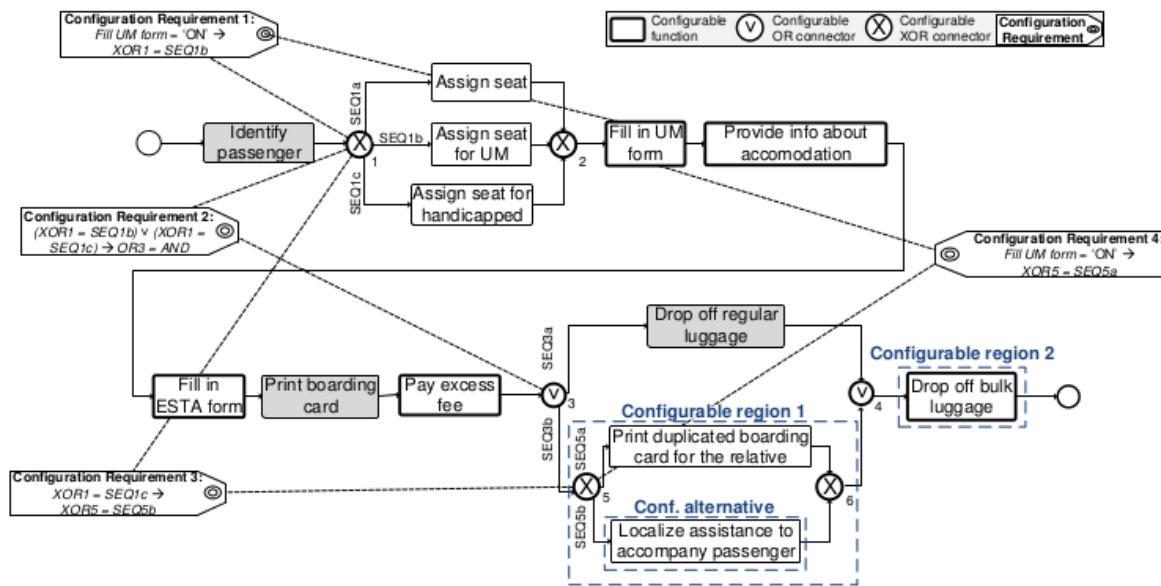 Configuration Requirement 1:
Fill UM form = 'ON' →
XOR1 = SEQ1b
Configurable
function
V
Configurable
OR connector
X
Configurable
XOR connector
Configuration
Requirement
SEQ1a
Assign seat
Identify
passenger
X
1
SEQ1b
Assign seat
for UM
X
2
Fill in UM
form
Provide info about
accomodation
SEQ1c
Assign seat for
handicapped
Configuration Requirement 2:
(XOR1 = SEQ1b) v (XOR1 =
SEQ1c) → OR3 = AND
Configuration Requirement 4:
Fill UM form = 'ON' →
XOR5 = SEQ5a
SEQ3a
Drop off regular
luggage
Configurable region 2
Fill in
ESTA form
Print boarding
card
Pay excess
fee
V
3
V
4
Drop off bulk
luggage
Configurable region 1
SEQ3b
SEQ5a
Print duplicated boarding
card for the relative
Configuration Requirement 3:
XOR1 = SEQ1c →
XOR5 = SEQ5b
X
5
X
6
SEQ5b
Conf. alternative
Localize assistance to
accompany passenger